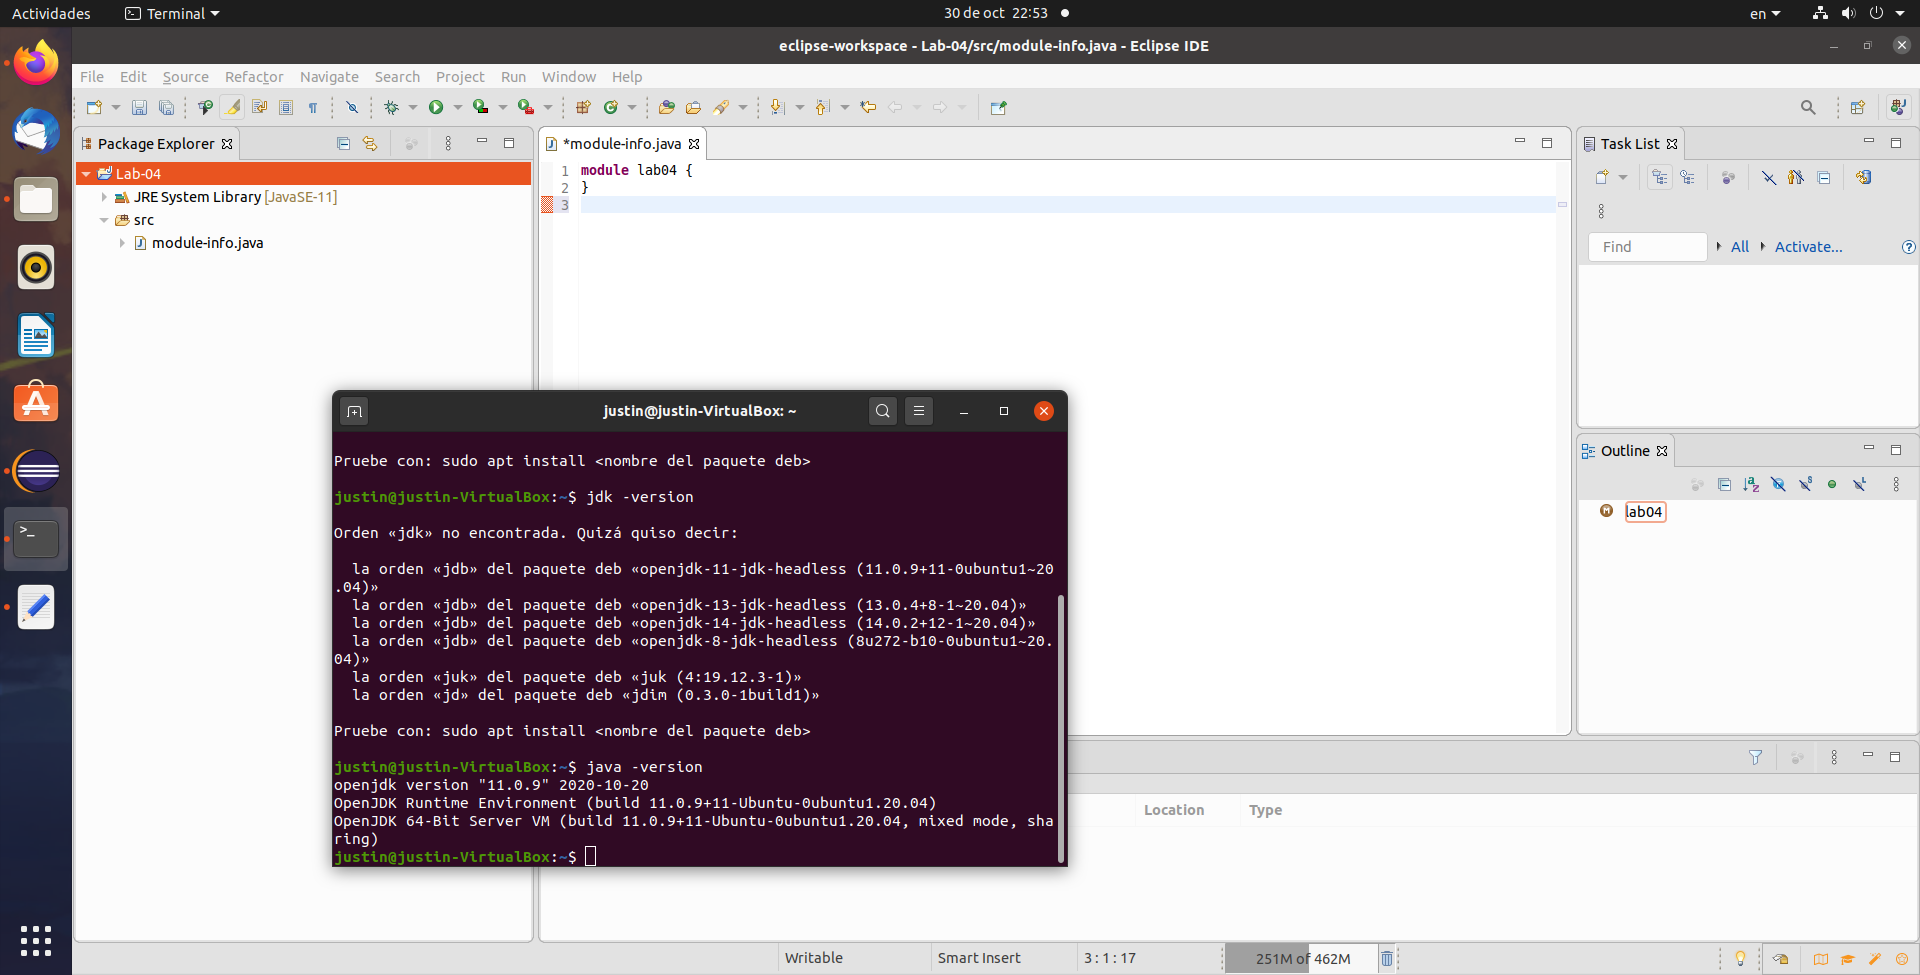 Actividades
Terminal
30 de oct 22:53
en
eclipse-workspace - Lab-04/src/module-info.java - Eclipse IDE
File Edit Source Refactor Navigate Search Project Run Window Help
Package Explorer
Lab-04
JRE System Library [JavaSE-11]
src
module-info.java
*module-info.java
1 module lab04 {
2 }
3
Task List
Find
All
Activate...
Outline
lab04
justin@justin-VirtualBox: ~
Pruebe con: sudo apt install <nombre del paquete deb>
justin@justin-VirtualBox:~$ jdk -version
Orden «jdk» no encontrada. Quizá quiso decir:
la orden «jdb» del paquete deb «openjdk-11-jdk-headless (11.0.9+11-0ubuntu1~20
.04)»
la orden «jdb» del paquete deb «openjdk-13-jdk-headless (13.0.4+8-1~20.04)»
la orden «jdb» del paquete deb «openjdk-14-jdk-headless (14.0.2+12-1~20.04)»
la orden «jdb» del paquete deb «openjdk-8-jdk-headless (8u272-b10-0ubuntu1~20.
04)»
la orden «juk» del paquete deb «juk (4:19.12.3-1)»
la orden «jd» del paquete deb «jdim (0.3.0-1build1)»
Pruebe con: sudo apt install <nombre del paquete deb>
justin@justin-VirtualBox:~$ java -version
openjdk version "11.0.9" 2020-10-20
OpenJDK Runtime Environment (build 11.0.9+11-Ubuntu-0ubuntu1.20.04)
OpenJDK 64-Bit Server VM (build 11.0.9+11-Ubuntu-0ubuntu1.20.04, mixed mode, sha
ring)
justin@justin-VirtualBox:~$
Location Type
Writable
Smart Insert
3 : 1 : 17
251M of 462M